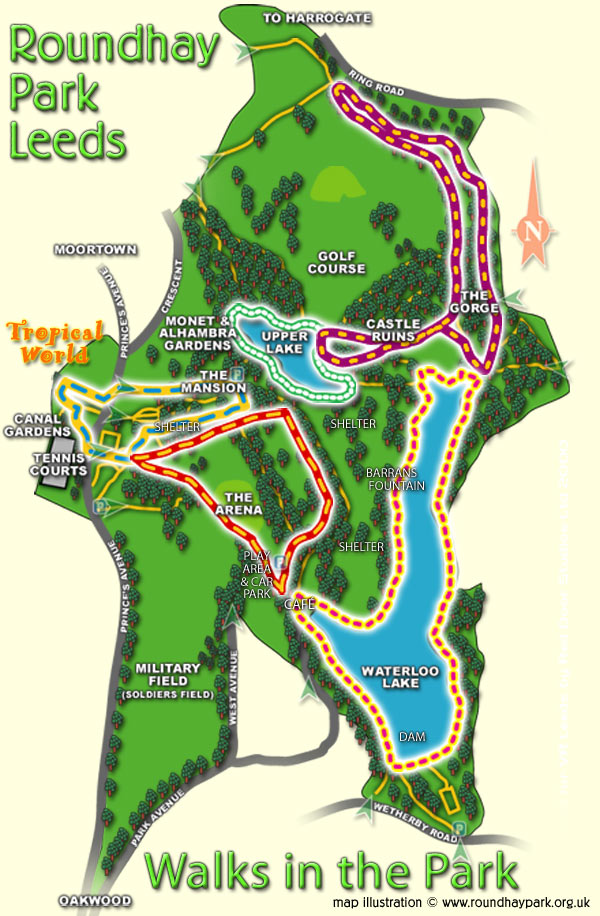 TO HARROGATE
Roundhay
Park
Leeds
RING ROAD
N
MOORTOWN
GOLF
COURSE
PRINCE'S AVENUE
CRESCENT
THE
GORGE
MONET &
ALHAMBRA
GARDENS
UPPER
LAKE
CASTLE
RUINS
Tropical
World
THE
MANSION
P
CANAL
GARDENS
SHELTER
SHELTER
TENNIS
COURTS
BARRANS
FOUNTAIN
THE
ARENA
P
PRINCE'S AVENUE
SHELTER
PLAY
AREA
& CAR
PARK
P
CAFÉ
MILITARY
FIELD
(SOLDIERS FIELD)
WEST AVENUE
WATERLOO
LAKE
DAM
PARK AVENUE
WETHERBY ROAD
P
Walks in the Park
OAKWOOD
map illustration © www.roundhaypark.org.uk